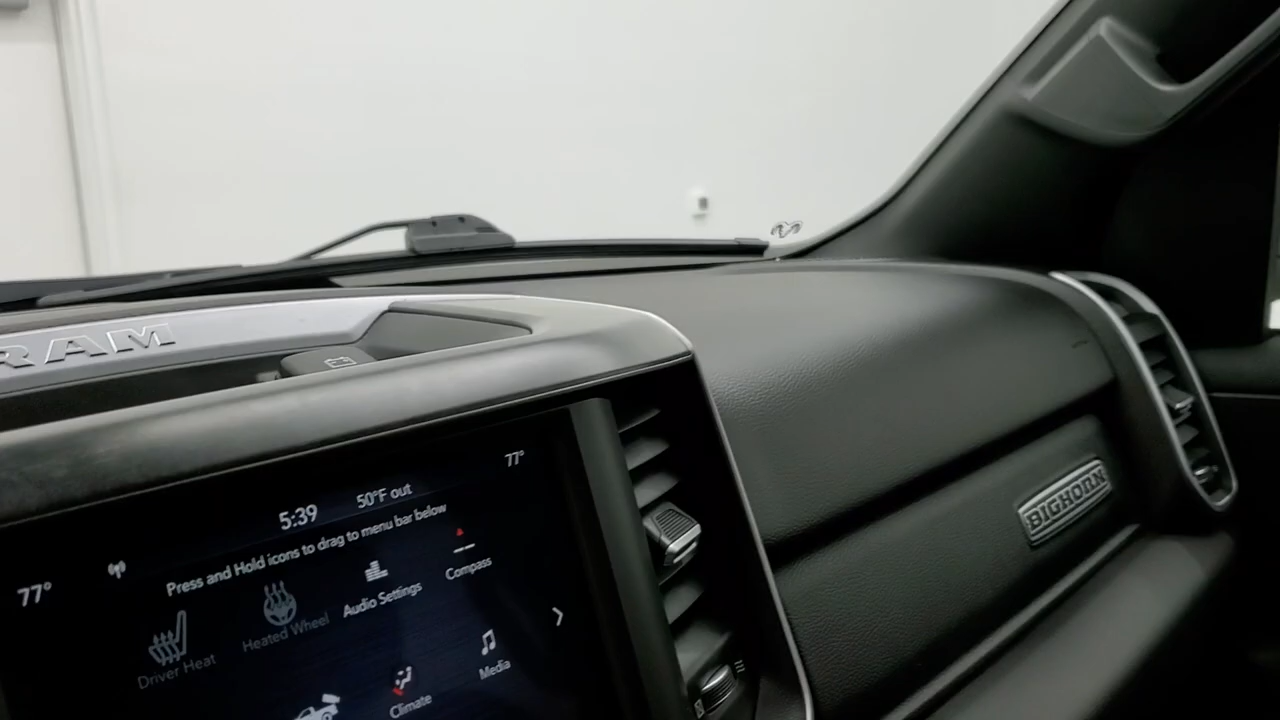 RAM
5:39
50°F out
77°
Press and Hold icons to drag to menu bar below
77°
Driver Heat
Heated Wheel
Audio Settings
Compass
Climate
Media
BIGHORN